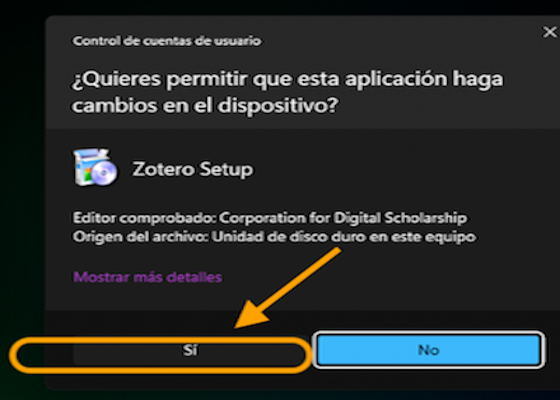 Control de cuentas de usuario
¿Quieres permitir que esta aplicación haga
cambios en el dispositivo?
Zotero Setup
Editor comprobado: Corporation for Digital Scholarship
Origen del archivo: Unidad de disco duro en este equipo
Mostrar más detalles
Sí
No